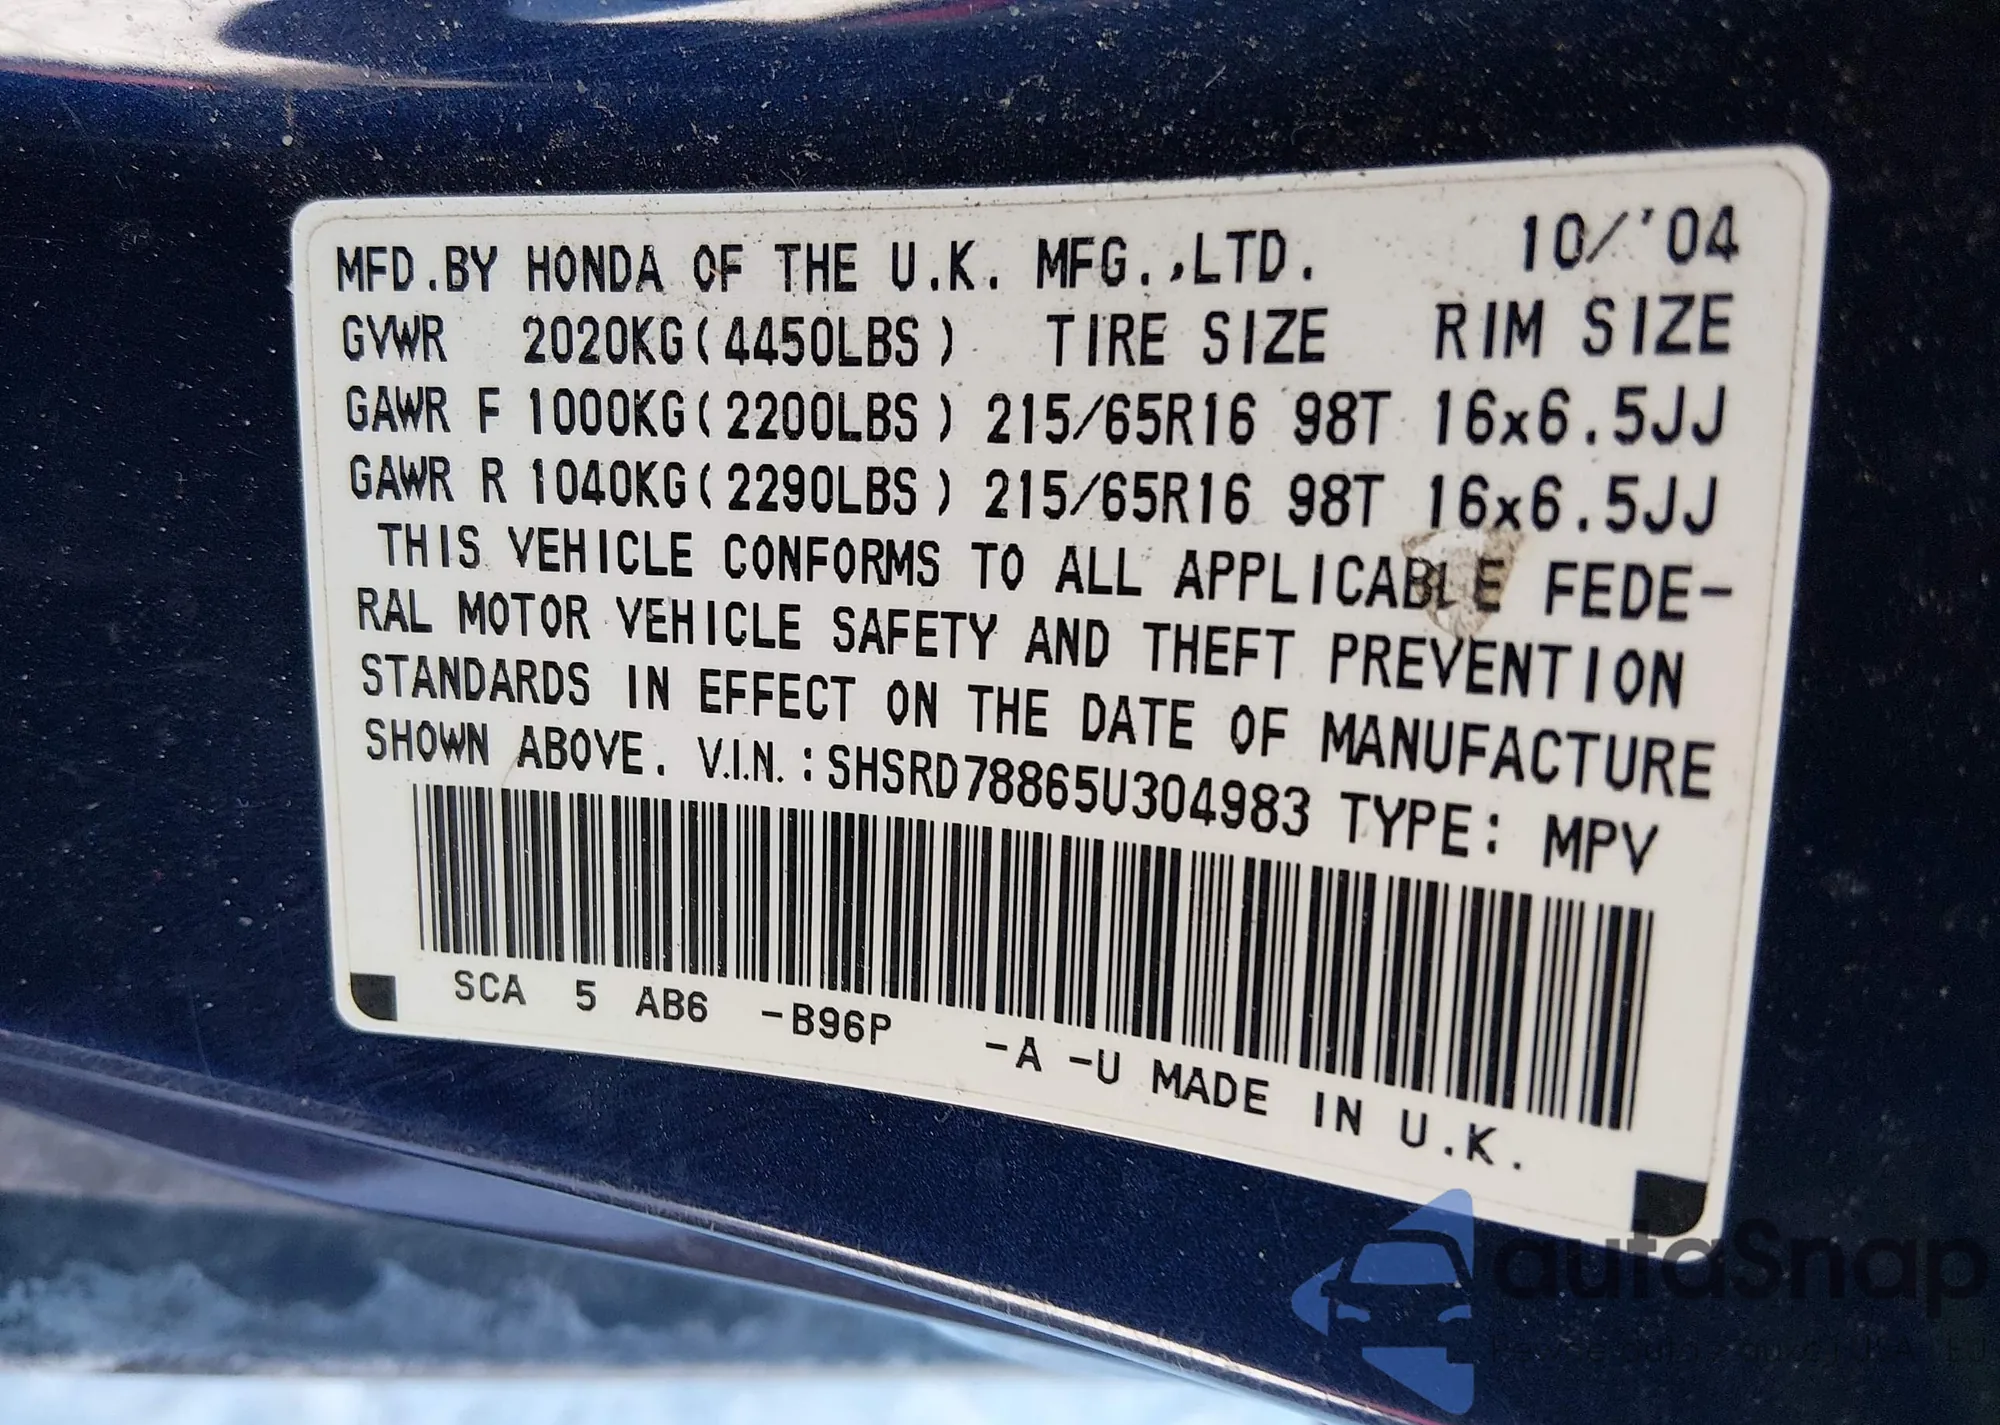 MFD.BY HONDA OF THE U.K. MFG.,LTD. 10/'04
GVWR 2020KG(4450LBS) TIRE SIZE RIM SIZE
GAWR F 1000KG(2200LBS) 215/65R16 98T 16x6.5JJ
GAWR R 1040KG(2290LBS) 215/65R16 98T 16x6.5JJ
THIS VEHICLE CONFORMS TO ALL APPLICABLE FEDE-
RAL MOTOR VEHICLE SAFETY AND THEFT PREVENTION
STANDARDS IN EFFECT ON THE DATE OF MANUFACTURE
SHOWN ABOVE. V.I.N.:SHSRD78865U304983 TYPE: MPV
SCA 5 AB6 -B96P -A -U MADE IN U.K.
autaSnap